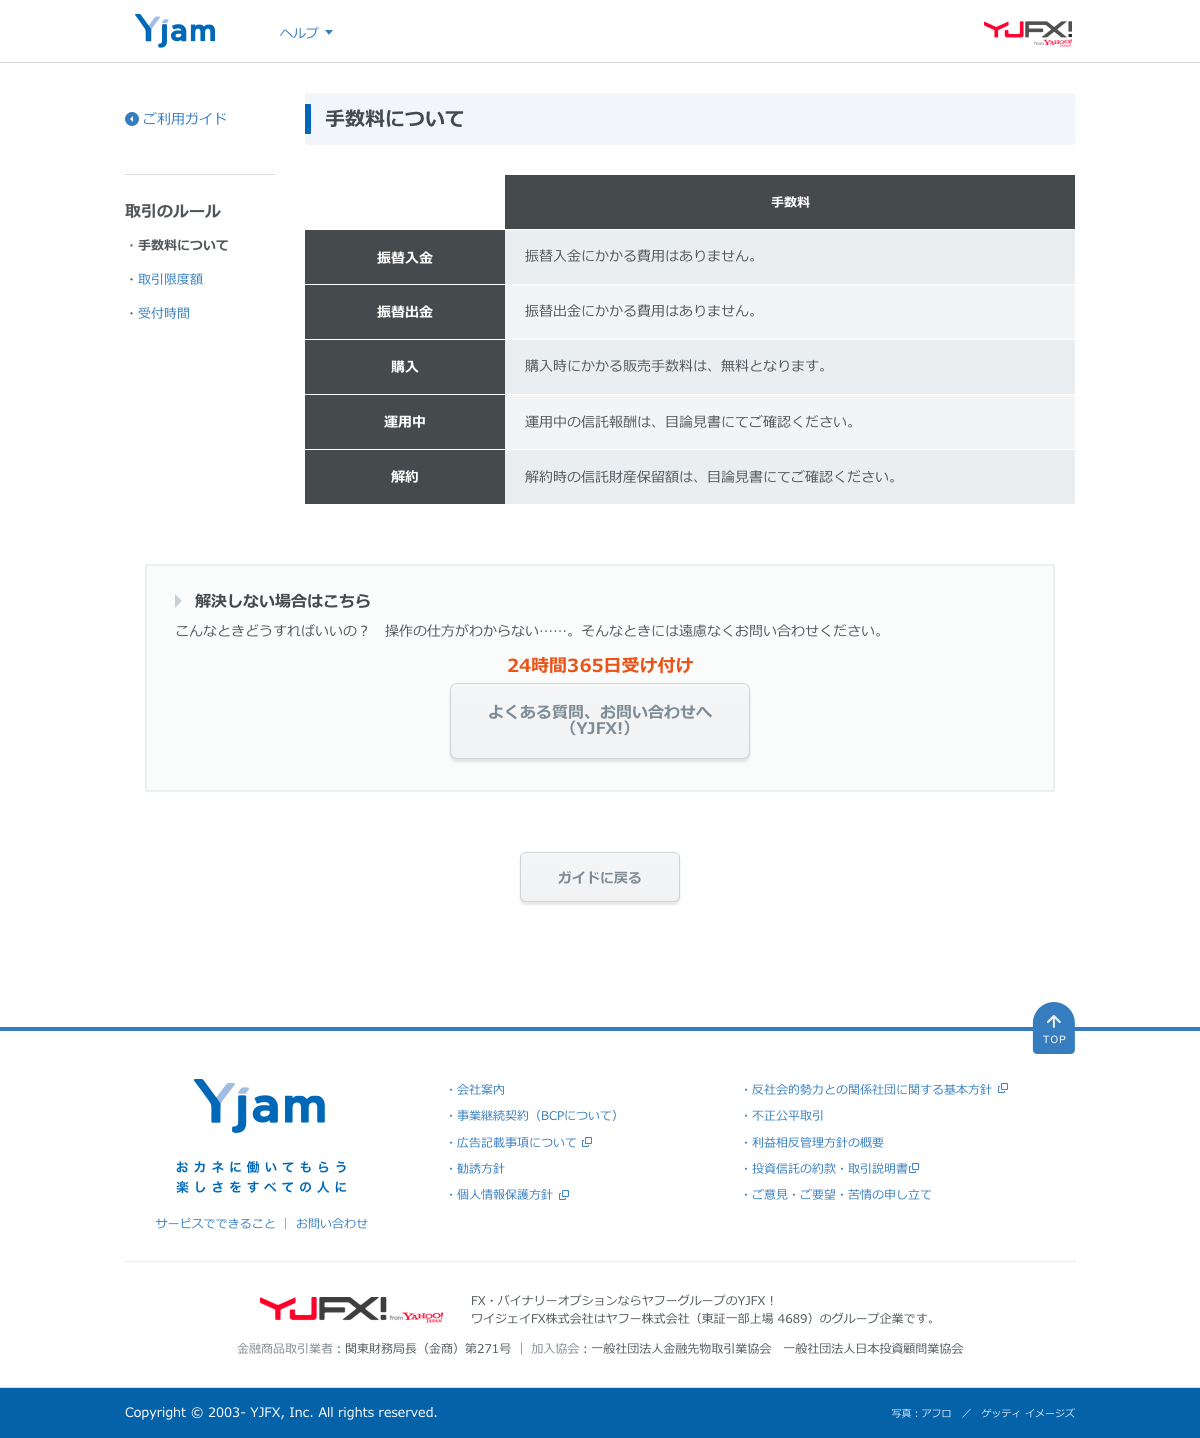 Yjam
ヘルプ
YJFX!
from YAHOO! JAPAN
ご利用ガイド
取引のルール
・手数料について
・取引限度額
・受付時間
手数料について
手数料
振替入金 振替入金にかかる費用はありません。
振替出金 振替出金にかかる費用はありません。
購入 購入時にかかる販売手数料は、無料となります。
運用中 運用中の信託報酬は、目論見書にてご確認ください。
解約 解約時の信託財産保留額は、目論見書にてご確認ください。
解決しない場合はこちら
こんなときどうすればいいの？　操作の仕方がわからない……。そんなときには遠慮なくお問い合わせください。
24時間365日受け付け
よくある質問、お問い合わせへ
（YJFX!）
ガイドに戻る
TOP
Yjam
おカネに働いてもらう
楽しさをすべての人に
サービスでできること ｜ お問い合わせ
・会社案内
・事業継続契約（BCPについて）
・広告記載事項について
・勧誘方針
・個人情報保護方針
・反社会的勢力との関係社団に関する基本方針
・不正公平取引
・利益相反管理方針の概要
・投資信託の約款・取引説明書
・ご意見・ご要望・苦情の申し立て
YJFX! from YAHOO! JAPAN
FX・バイナリーオプションならヤフーグループのYJFX！
ワイジェイFX株式会社はヤフー株式会社（東証一部上場 4689）のグループ企業です。
金融商品取引業者：関東財務局長（金商）第271号 ｜ 加入協会：一般社団法人金融先物取引業協会　一般社団法人日本投資顧問業協会
Copyright © 2003- YJFX, Inc. All rights reserved.
写真：アフロ　／　ゲッティ イメージズ